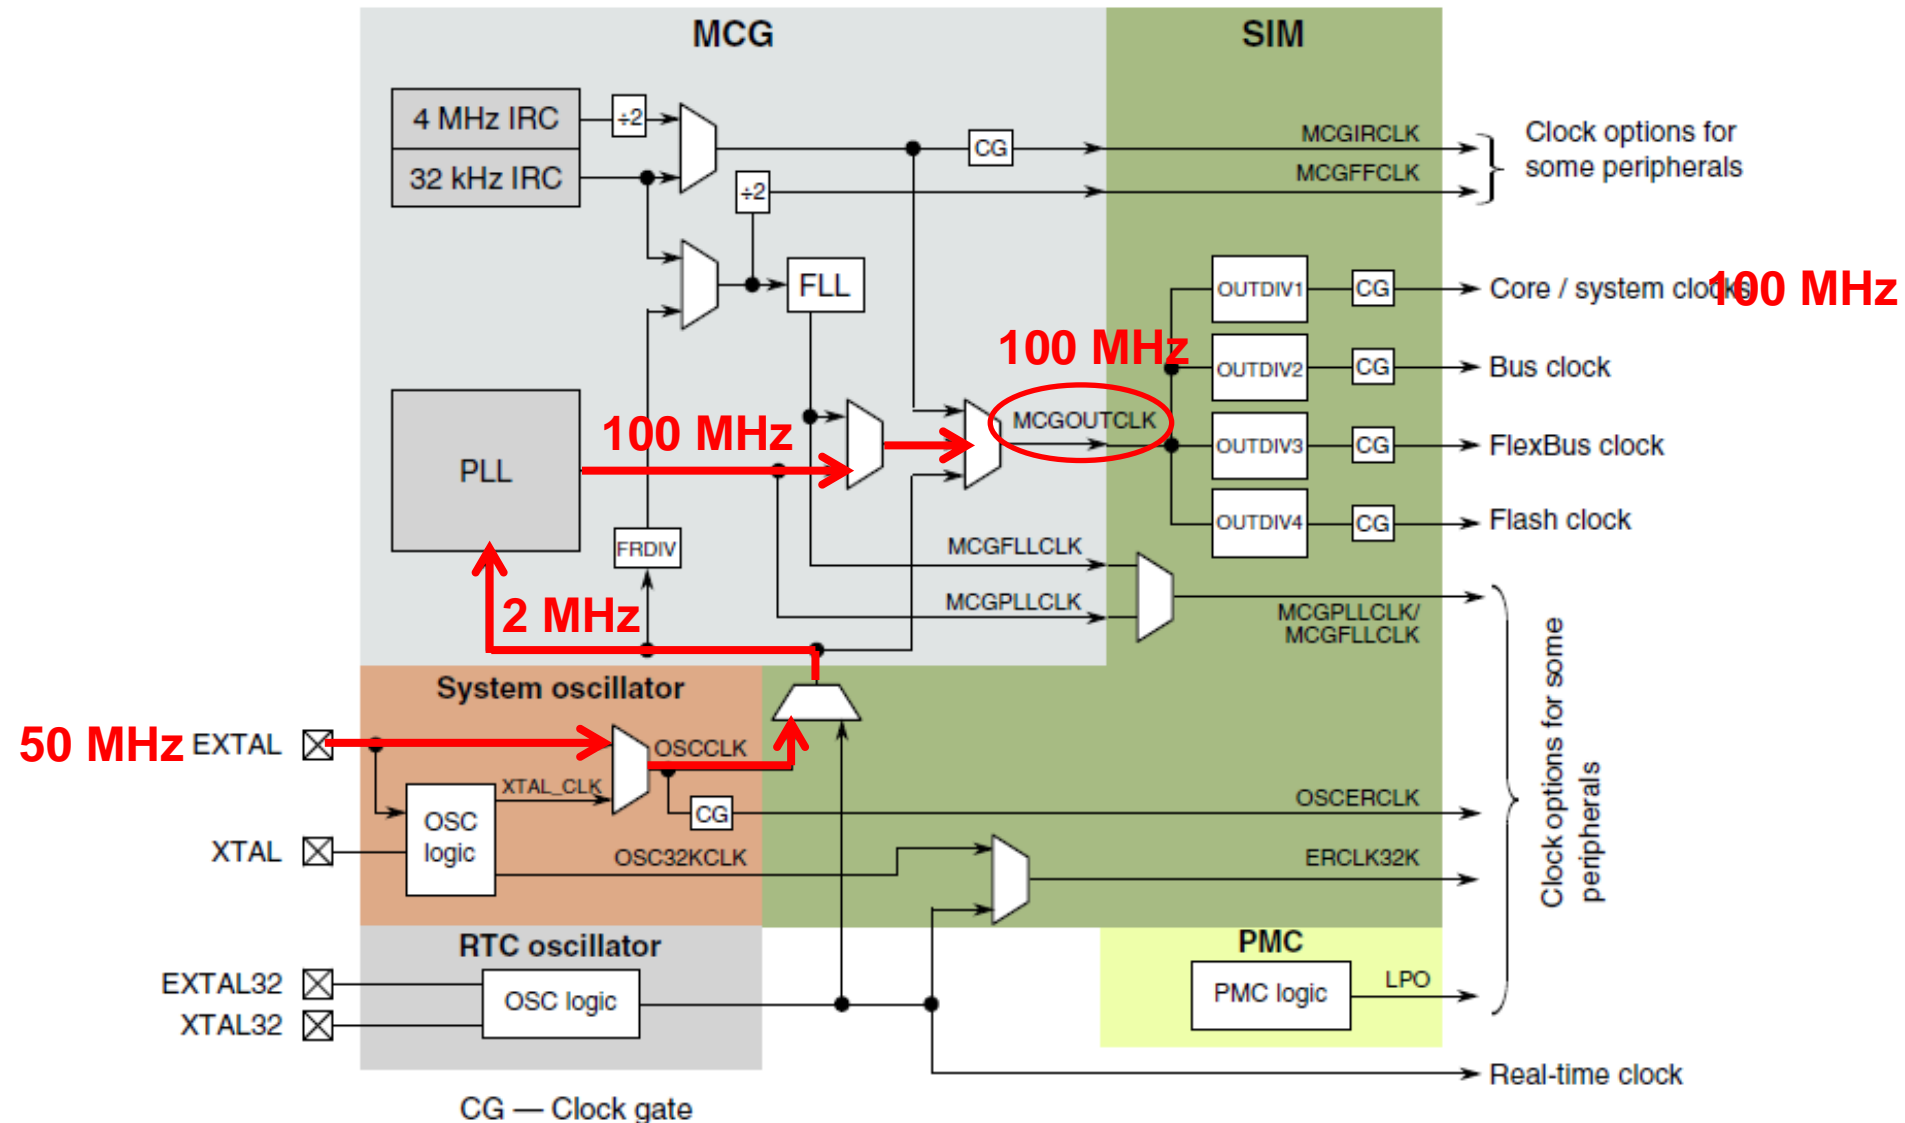 MCG
SIM
4 MHz IRC
÷2
32 kHz IRC
÷2
CG
MCGIRCLK
MCGFFCLK
Clock options for
some peripherals
FLL
OUTDIV1
CG
Core / system clocks
100 MHz
100 MHz
OUTDIV2
CG
Bus clock
MCGOUTCLK
100 MHz
OUTDIV3
CG
FlexBus clock
PLL
OUTDIV4
CG
Flash clock
FRDIV
MCGFLLCLK
MCGPLLCLK
MCGPLLCLK/
MCGFLLCLK
2 MHz
System oscillator
50 MHz
EXTAL
OSCCLK
XTAL_CLK
CG
OSCERCLK
OSC
logic
XTAL
OSC32KCLK
ERCLK32K
Clock options for some
peripherals
RTC oscillator
PMC
EXTAL32
XTAL32
OSC logic
PMC logic
LPO
Real-time clock
CG — Clock gate